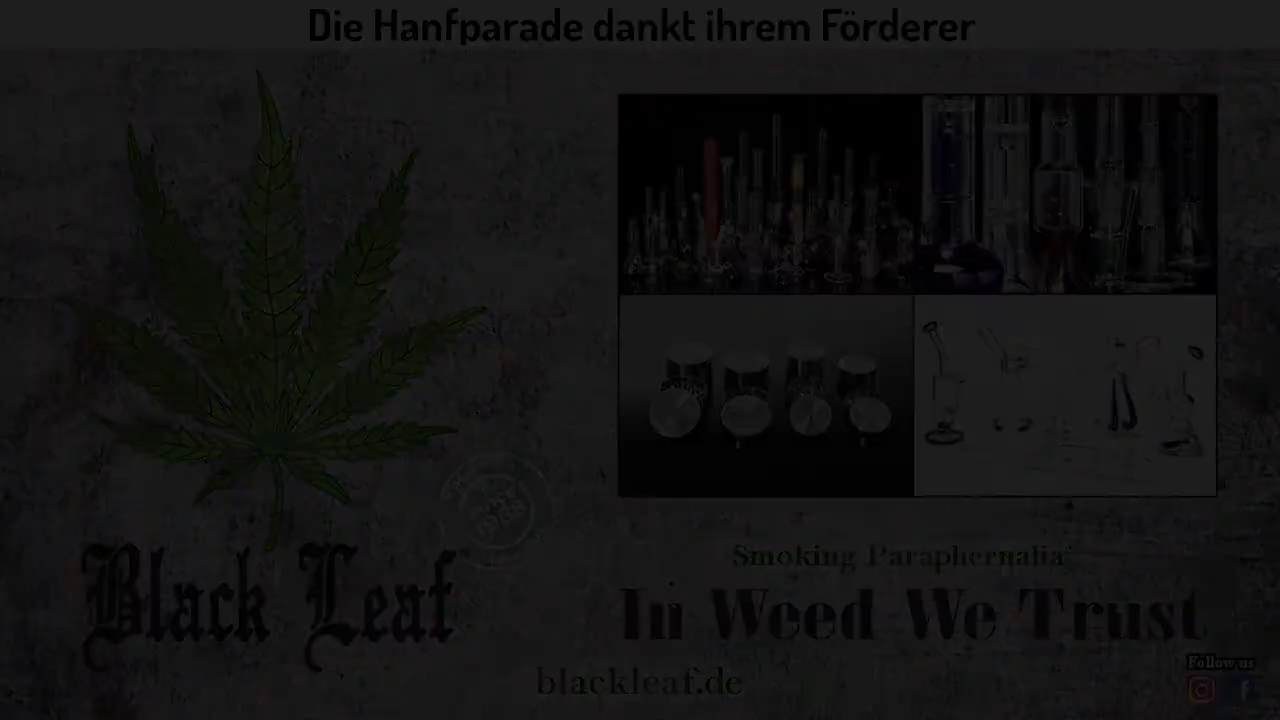 Die Hanfparade dankt ihrem Förderer
Black Leaf
Smoking Paraphernalia
In Weed We Trust
blackleaf.de
Follow us